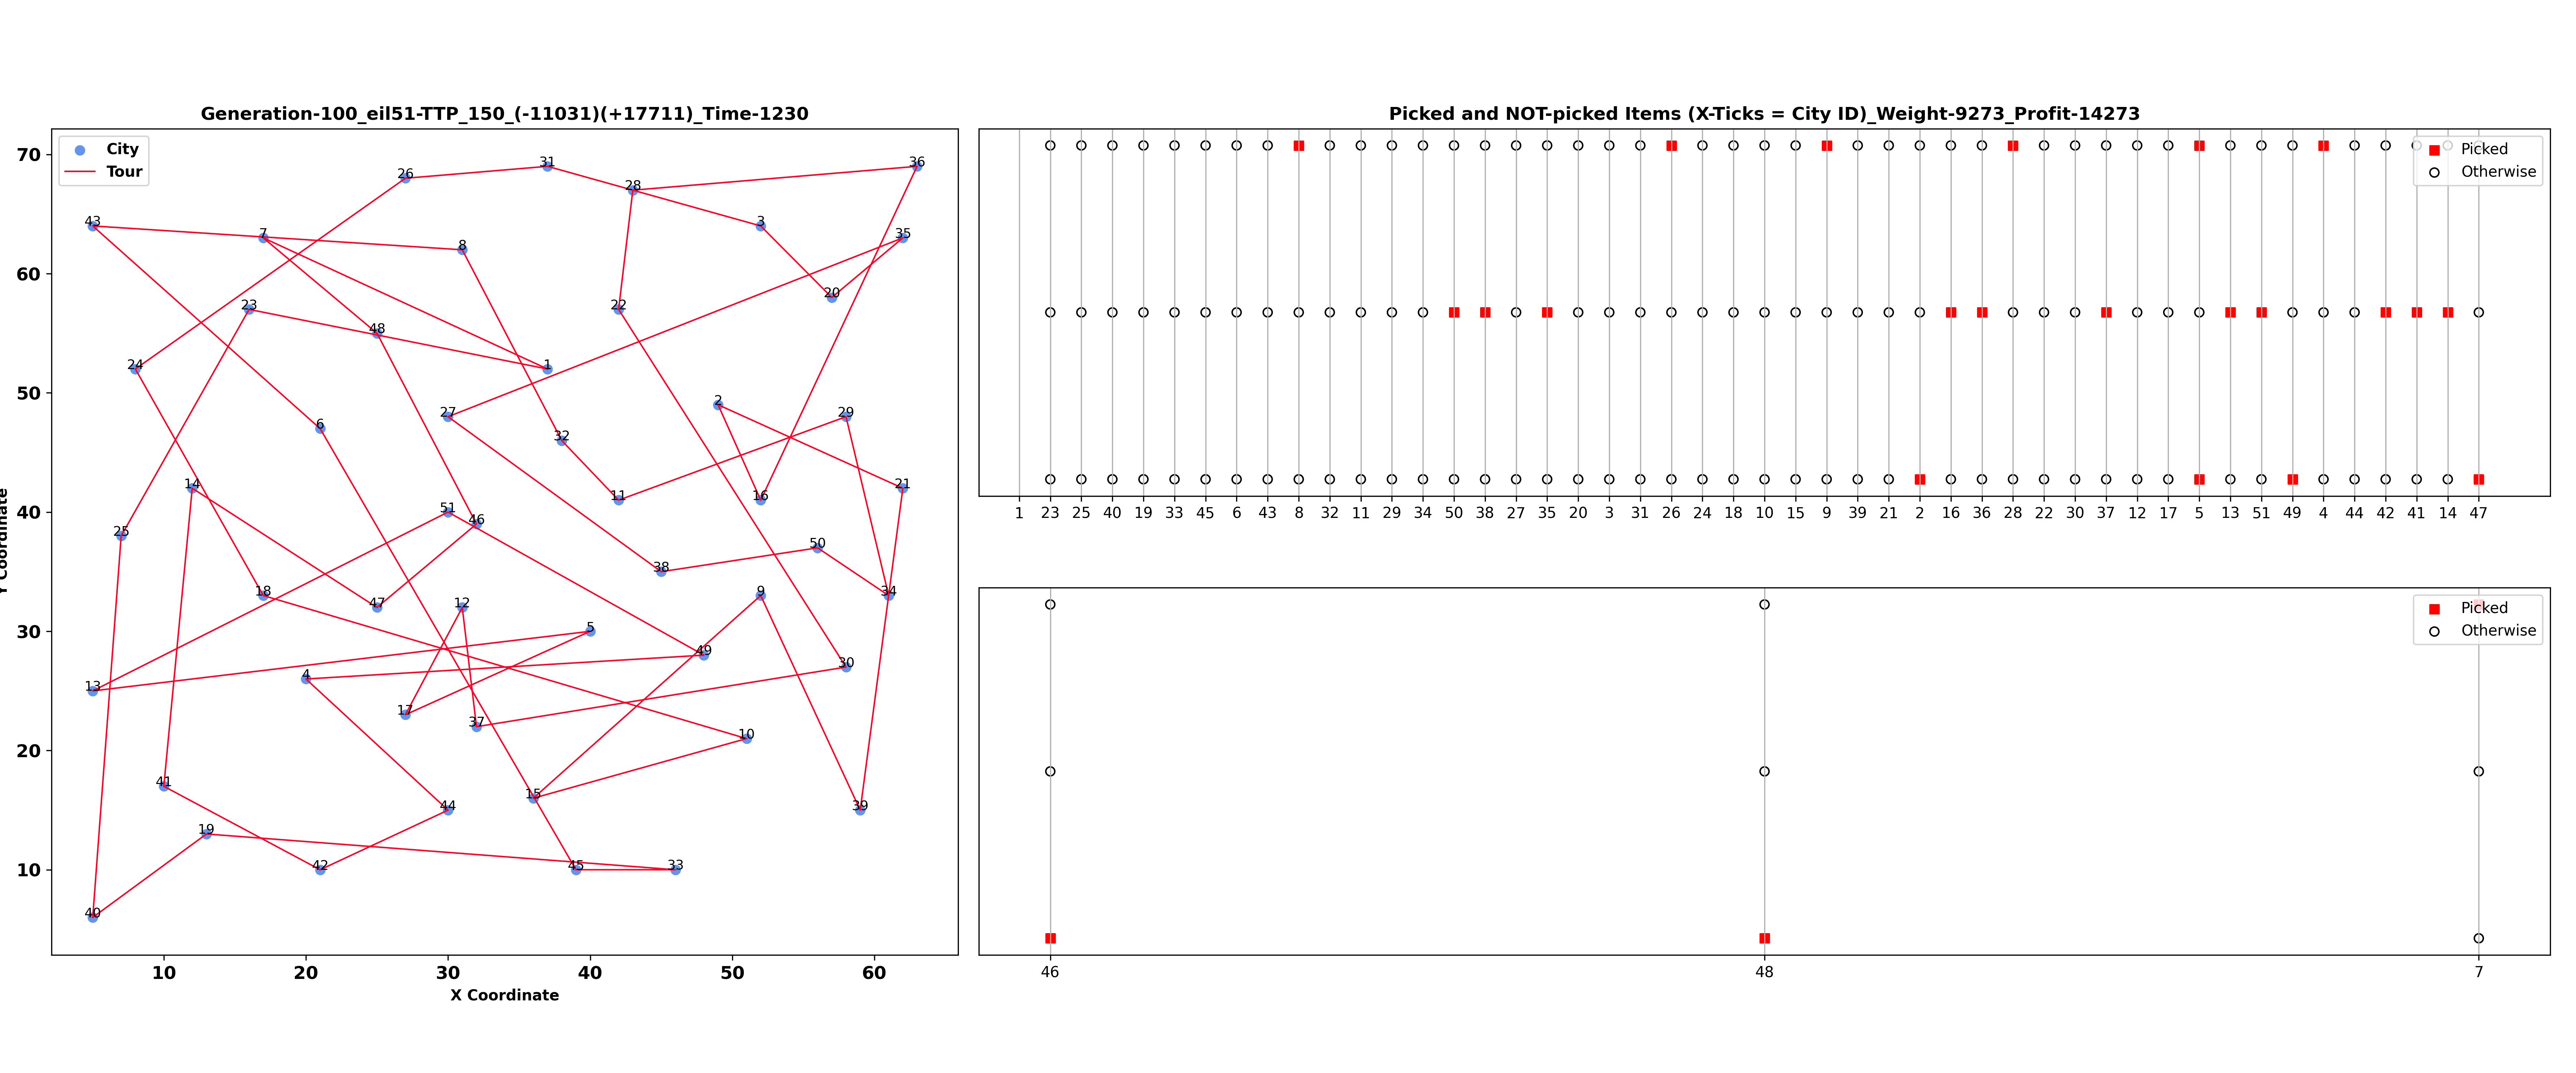 Generation-100_eil51-TTP_150_(-11031)(+17711)_Time-1230
City
Tour
70
60
50
40
30
20
10
10 20 30 40 50 60
X Coordinate
Y Coordinate
26 31 36
28
43 7 8 3 35
23 48 22 20
24 1
27 2 29
6 32
14 11 16 21
25 51 46
38 50
18 47 12 9 34
5
13 4 49 30
17 37 10
41 44 15 39
19
42 45 33
40
Picked and NOT-picked Items (X-Ticks = City ID)_Weight-9273_Profit-14273
Picked
Otherwise
1 23 25 40 19 33 45 6 43 8 32 11 29 34 50 38 27 35 20 3 31 26 24 18 10 15 9 39 21 2 16 36 28 22 30 37 12 17 5 13 51 49 4 44 42 41 14 47
Picked
Otherwise
46 48 7